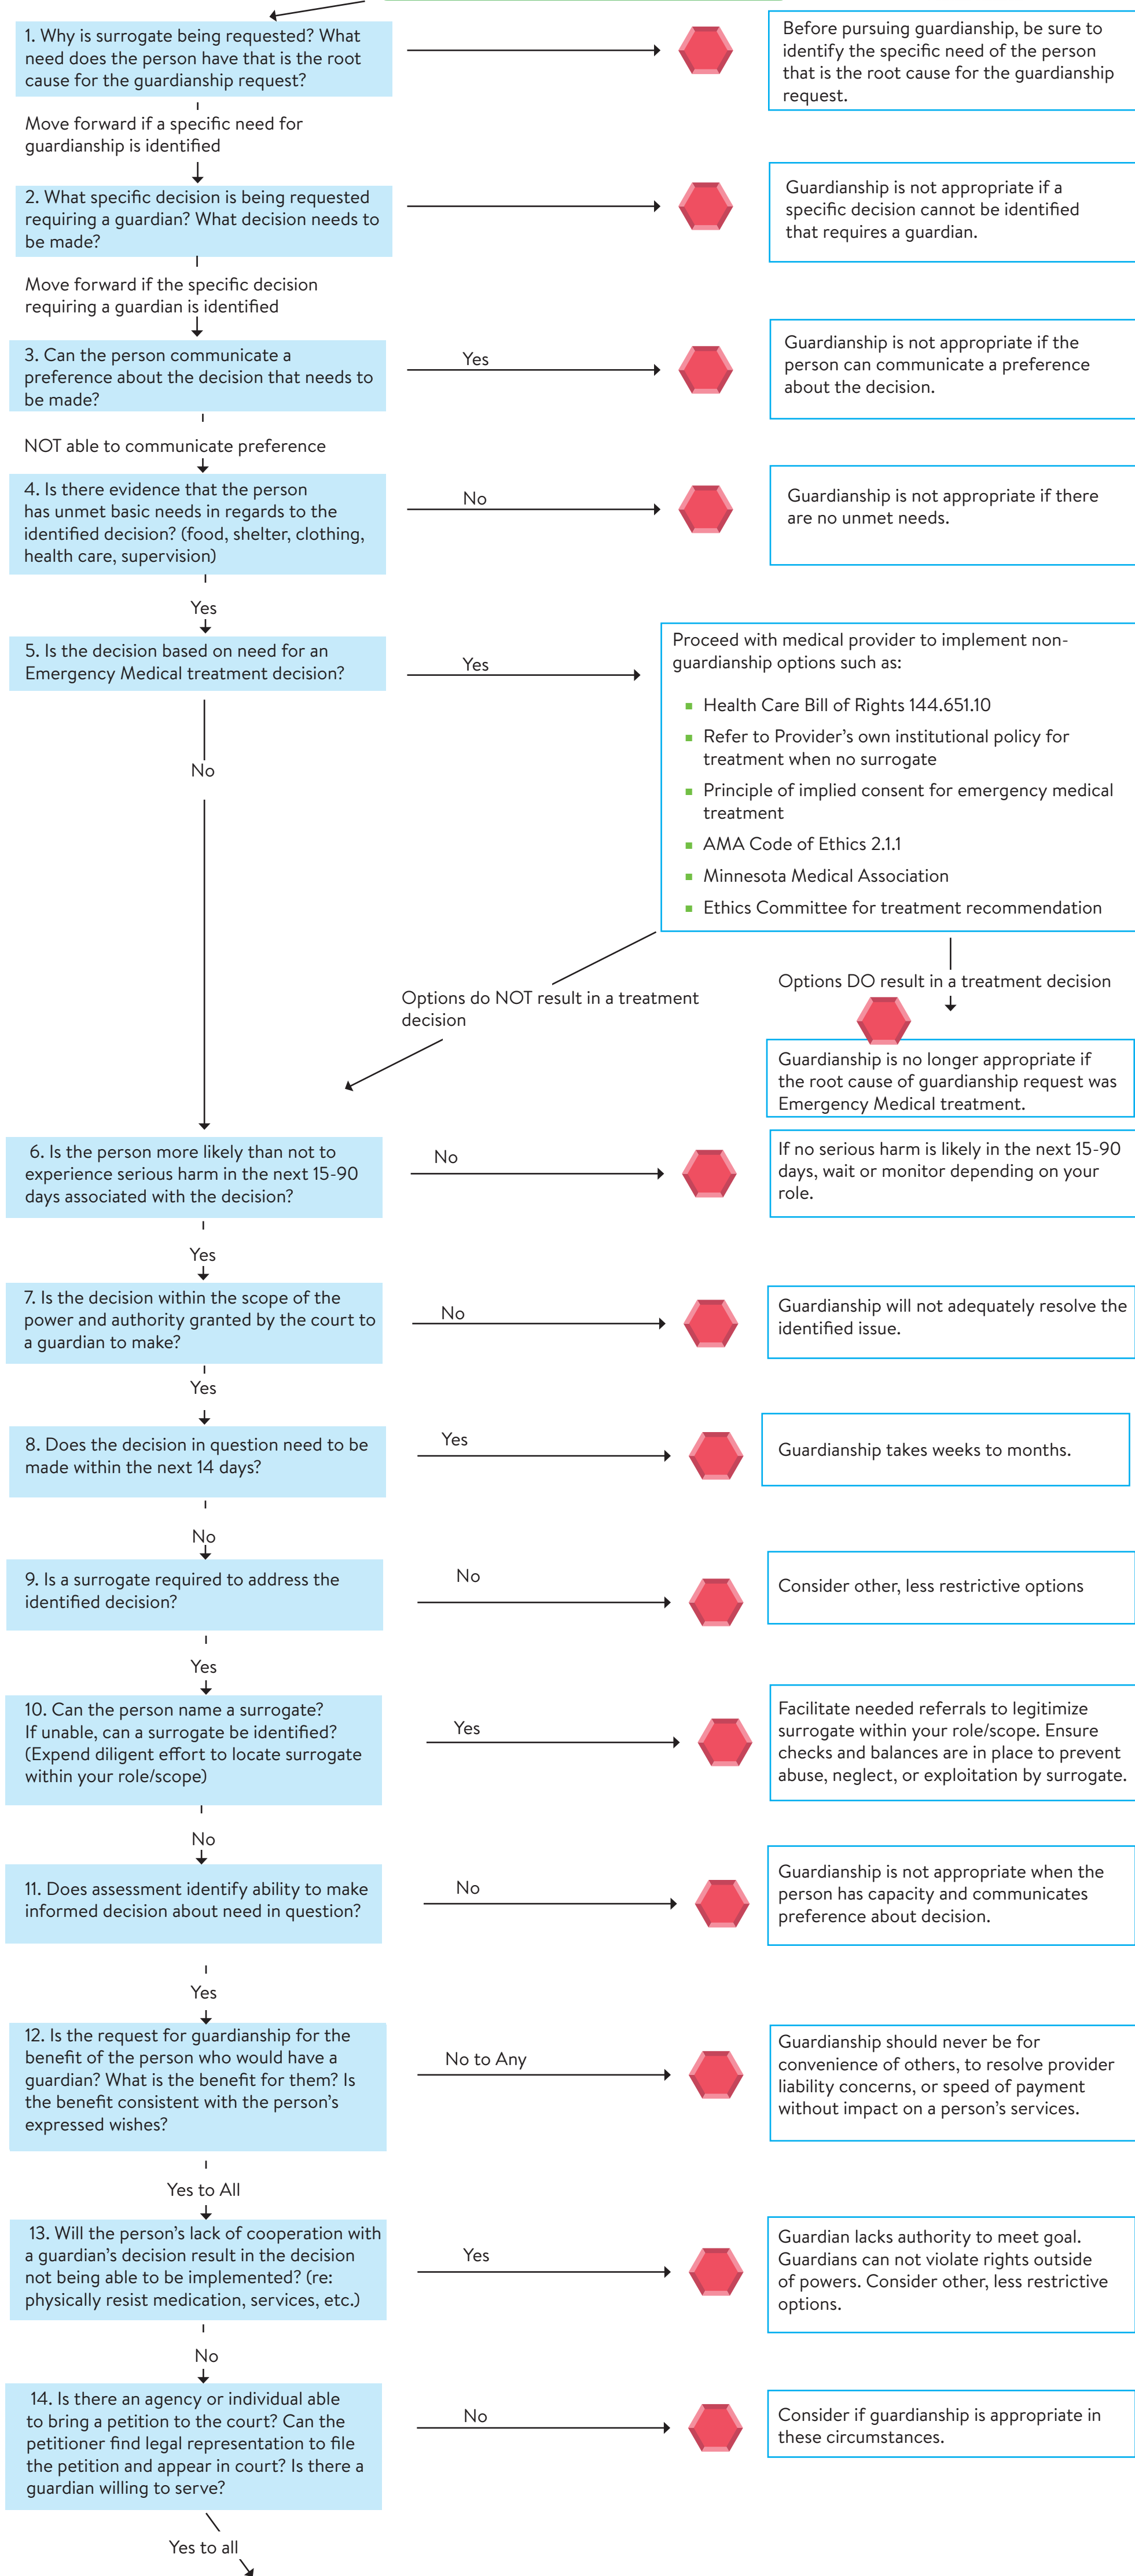 1. Why is surrogate being requested? What
need does the person have that is the root
cause for the guardianship request?
Before pursuing guardianship, be sure to
identify the specific need of the person
that is the root cause for the guardianship
request.
Move forward if a specific need for
guardianship is identified
2. What specific decision is being requested
requiring a guardian? What decision needs to
be made?
Guardianship is not appropriate if a
specific decision cannot be identified
that requires a guardian.
Move forward if the specific decision
requiring a guardian is identified
3. Can the person communicate a
preference about the decision that needs to
be made?
Yes
Guardianship is not appropriate if the
person can communicate a preference
about the decision.
NOT able to communicate preference
4. Is there evidence that the person
has unmet basic needs in regards to the
identified decision? (food, shelter, clothing,
health care, supervision)
No
Guardianship is not appropriate if there
are no unmet needs.
Yes
5. Is the decision based on need for an
Emergency Medical treatment decision?
Yes
Proceed with medical provider to implement non-
guardianship options such as:
Health Care Bill of Rights 144.651.10
Refer to Provider's own institutional policy for
treatment when no surrogate
Principle of implied consent for emergency medical
treatment
AMA Code of Ethics 2.1.1
Minnesota Medical Association
Ethics Committee for treatment recommendation
No
Options do NOT result in a treatment
decision
Options DO result in a treatment decision
Guardianship is no longer appropriate if
the root cause of guardianship request was
Emergency Medical treatment.
6. Is the person more likely than not to
experience serious harm in the next 15-90
days associated with the decision?
No
If no serious harm is likely in the next 15-90
days, wait or monitor depending on your
role.
Yes
7. Is the decision within the scope of the
power and authority granted by the court to
a guardian to make?
No
Guardianship will not adequately resolve the
identified issue.
Yes
8. Does the decision in question need to be
made within the next 14 days?
Yes
Guardianship takes weeks to months.
No
9. Is a surrogate required to address the
identified decision?
No
Consider other, less restrictive options
Yes
10. Can the person name a surrogate?
If unable, can a surrogate be identified?
(Expend diligent effort to locate surrogate
within your role/scope)
Yes
Facilitate needed referrals to legitimize
surrogate within your role/scope. Ensure
checks and balances are in place to prevent
abuse, neglect, or exploitation by surrogate.
No
11. Does assessment identify ability to make
informed decision about need in question?
No
Guardianship is not appropriate when the
person has capacity and communicates
preference about decision.
Yes
12. Is the request for guardianship for the
benefit of the person who would have a
guardian? What is the benefit for them? Is
the benefit consistent with the person's
expressed wishes?
No to Any
Guardianship should never be for
convenience of others, to resolve provider
liability concerns, or speed of payment
without impact on a person's services.
Yes to All
13. Will the person's lack of cooperation with
a guardian's decision result in the decision
not being able to be implemented? (re:
physically resist medication, services, etc.)
Yes
Guardian lacks authority to meet goal.
Guardians can not violate rights outside
of powers. Consider other, less restrictive
options.
No
14. Is there an agency or individual able
to bring a petition to the court? Can the
petitioner find legal representation to file
the petition and appear in court? Is there a
guardian willing to serve?
No
Consider if guardianship is appropriate in
these circumstances.
Yes to all